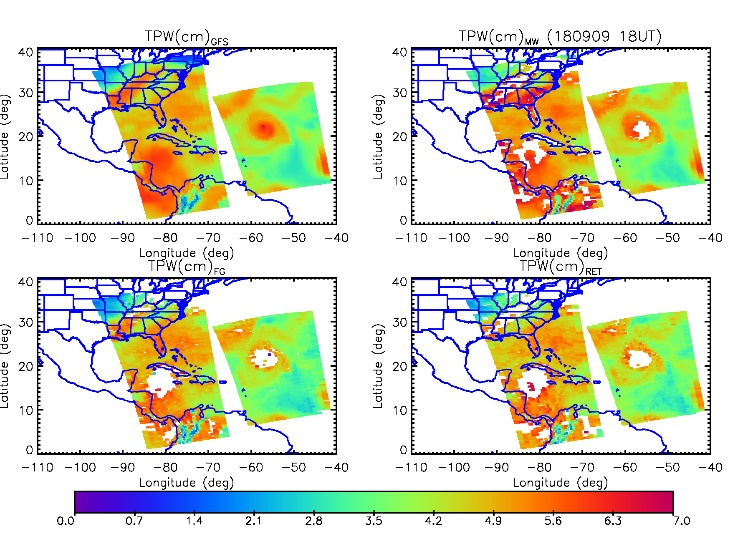 TPW(cm)GFS
TPW(cm)MW (180909 18UT)
40
30
20
10
0
Latitude (deg)
-110 -100 -90 -80 -70 -60 -50 -40
Longitude (deg)
40
30
20
10
0
Latitude (deg)
-110 -100 -90 -80 -70 -60 -50 -40
Longitude (deg)
TPW(cm)FG
TPW(cm)RET
40
30
20
10
0
Latitude (deg)
-110 -100 -90 -80 -70 -60 -50 -40
Longitude (deg)
40
30
20
10
0
Latitude (deg)
-110 -100 -90 -80 -70 -60 -50 -40
Longitude (deg)
0.0 0.7 1.4 2.1 2.8 3.5 4.2 4.9 5.6 6.3 7.0